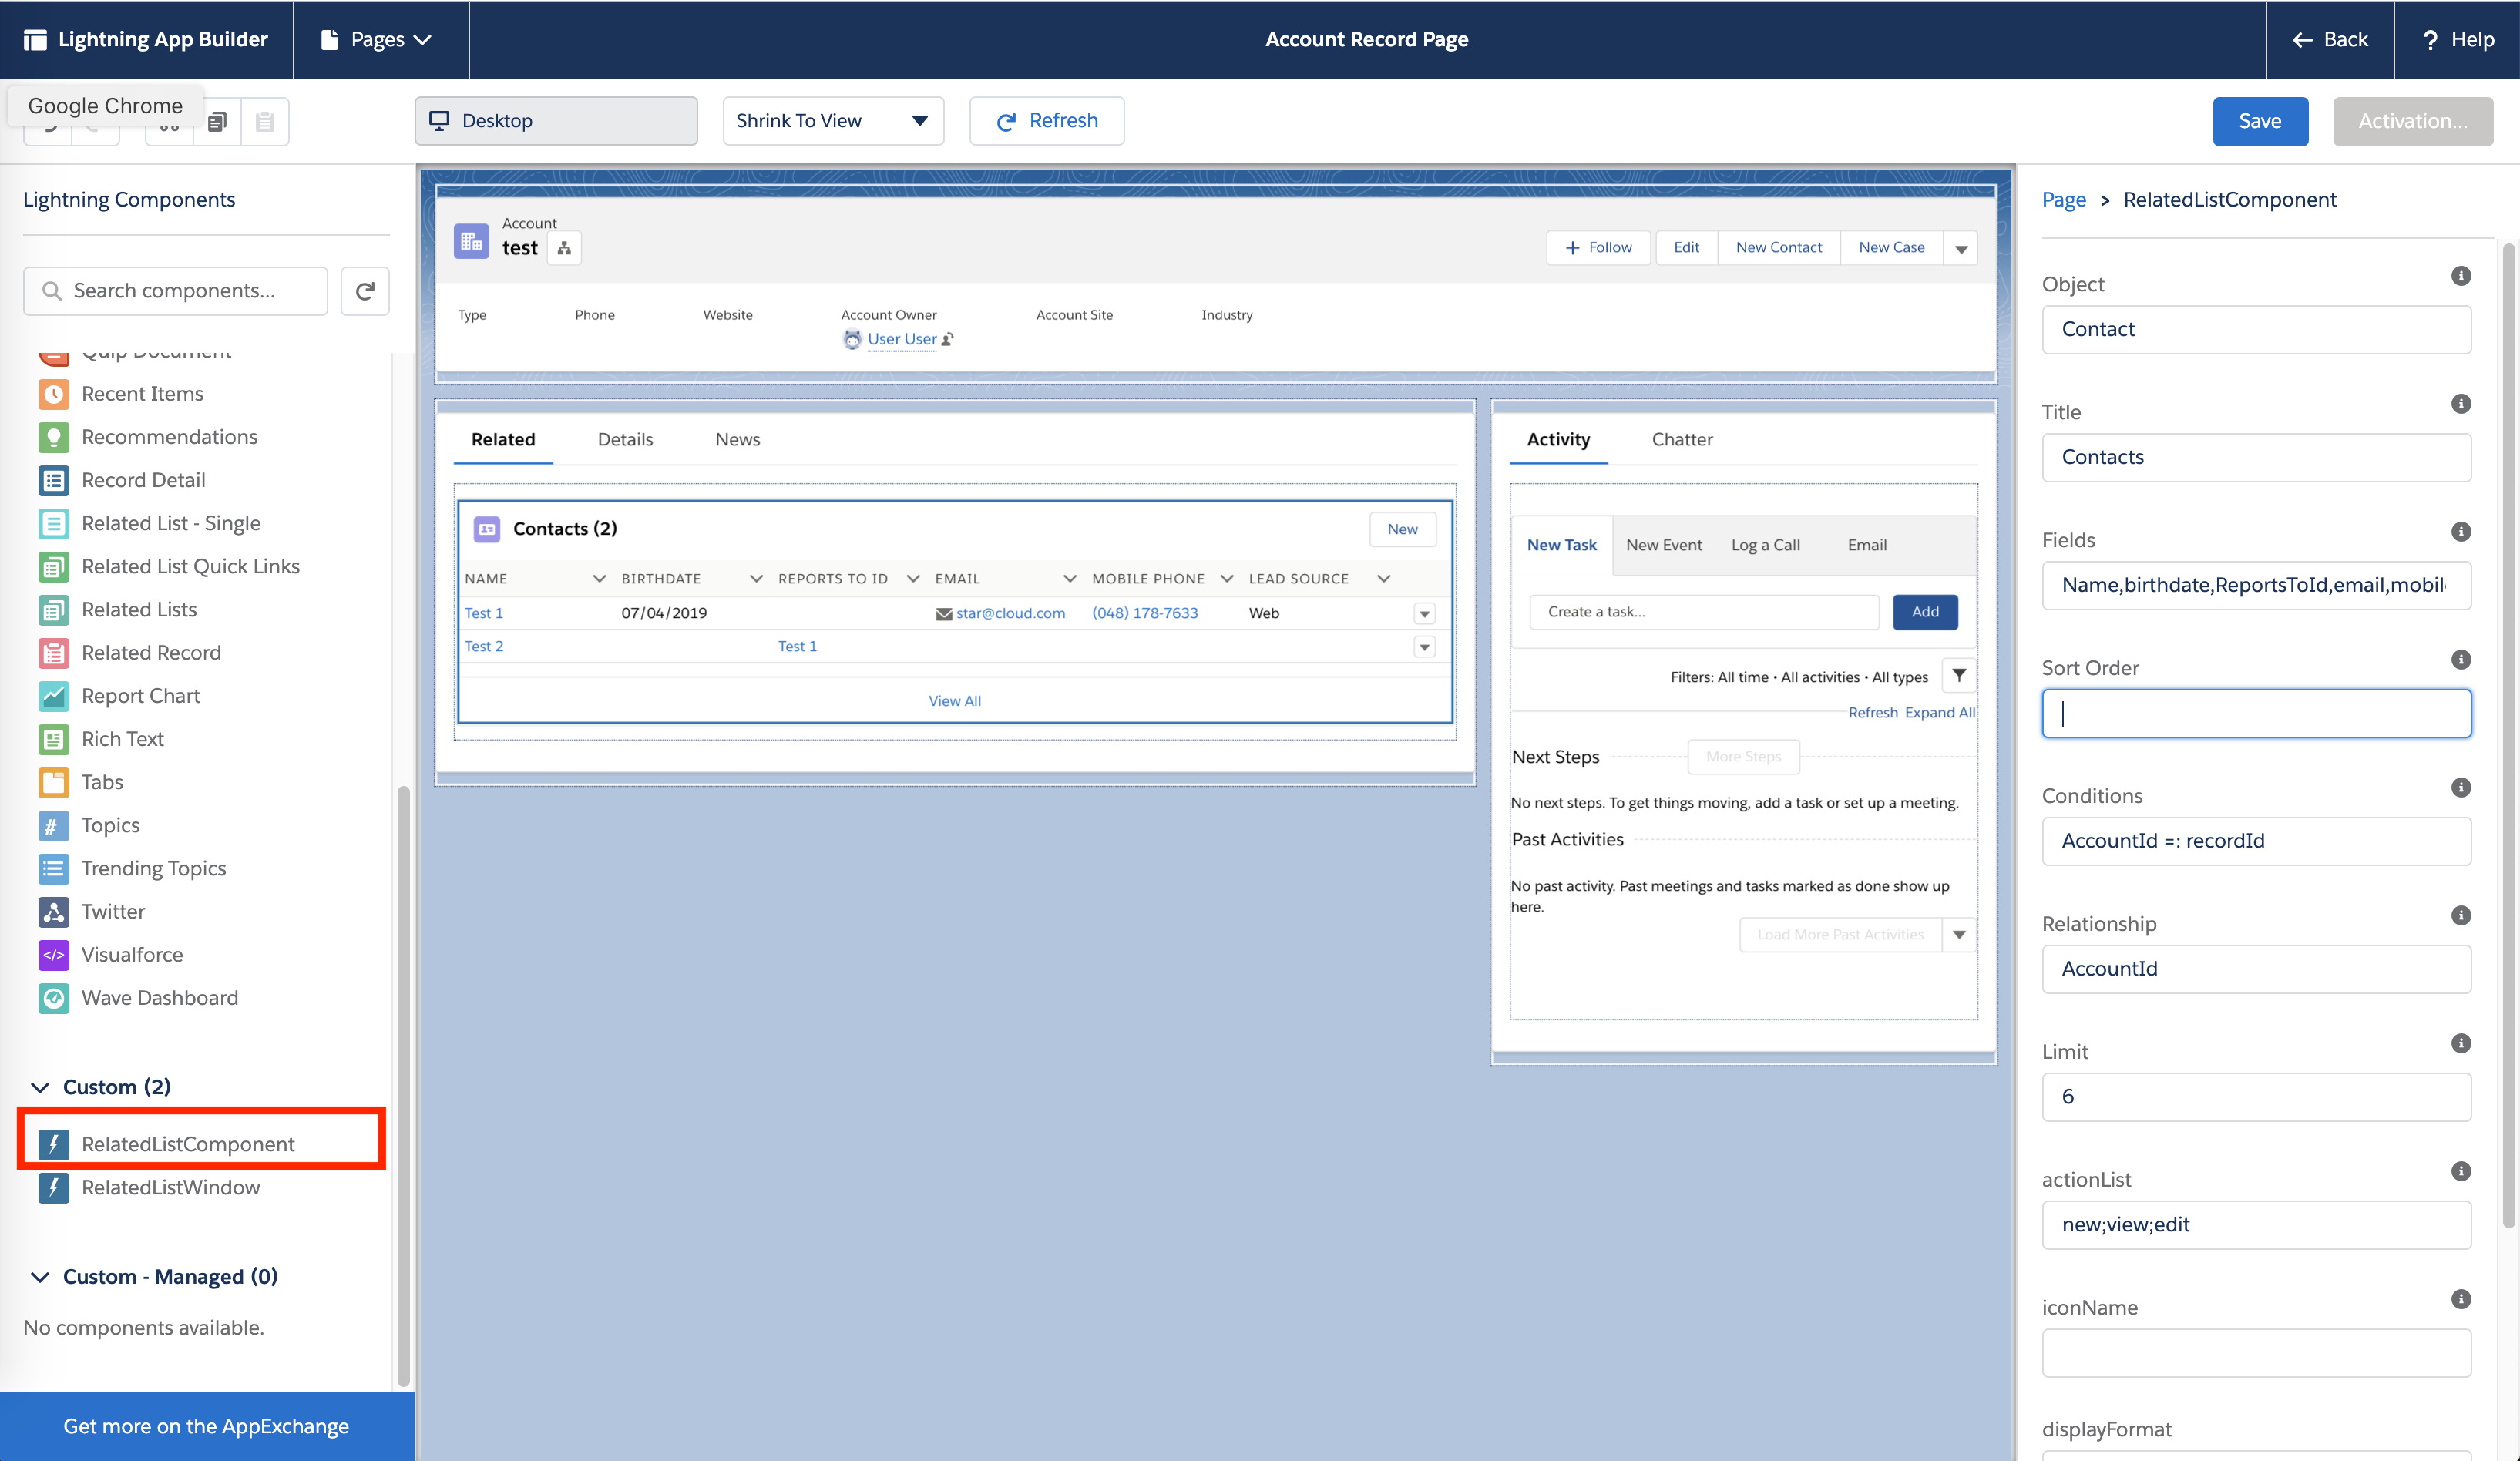 Lightning App Builder
Pages
Account Record Page
Back
? Help
Google Chrome
Desktop
Shrink To View
Refresh
Save
Activation...
Lightning Components
Search components...
Quip Document
Recent Items
Recommendations
Record Detail
Related List - Single
Related List Quick Links
Related Lists
Related Record
Report Chart
Rich Text
Tabs
# Topics
Trending Topics
Twitter
</> Visualforce
Wave Dashboard
Custom (2)
RelatedListComponent
RelatedListWindow
Custom - Managed (0)
No components available.
Get more on the AppExchange
Account
test
+ Follow
Edit
New Contact
New Case
Type
Phone
Website
Account Owner
Account Site
Industry
User User
Related
Details
News
Contacts (2)
New
NAME
BIRTHDATE
REPORTS TO ID
EMAIL
MOBILE PHONE
LEAD SOURCE
Test 1
07/04/2019
star@cloud.com
(048) 178-7633
Web
Test 2
Test 1
View All
Activity
Chatter
New Task
New Event
Log a Call
Email
Create a task...
Add
Filters: All time • All activities • All types
Refresh
Expand All
Next Steps
More Steps
No next steps. To get things moving, add a task or set up a meeting.
Past Activities
No past activity. Past meetings and tasks marked as done show up
here.
Load More Past Activities
Page > RelatedListComponent
Object
Contact
Title
Contacts
Fields
Name,birthdate,ReportsToId,email,mobil
Sort Order
Conditions
AccountId =: recordId
Relationship
AccountId
Limit
6
actionList
new;view;edit
iconName
displayFormat